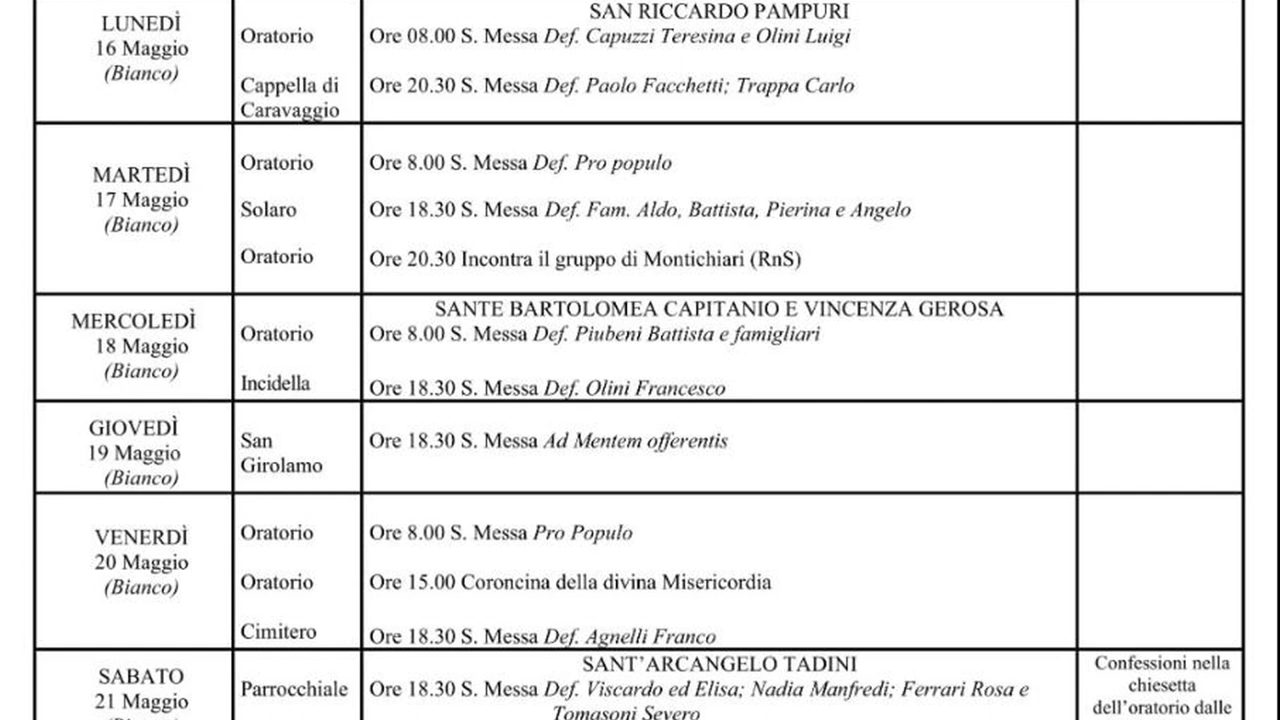 LUNEDÌ
16 Maggio
(Bianco)
Oratorio
Cappella di
Caravaggio
SAN RICCARDO PAMPURI
Ore 08.00 S. Messa Def. Capuzzi Teresina e Olini Luigi
Ore 20.30 S. Messa Def. Paolo Facchetti; Trappa Carlo
MARTEDÌ
17 Maggio
(Bianco)
Oratorio
Solaro
Oratorio
Ore 8.00 S. Messa Def. Pro populo
Ore 18.30 S. Messa Def. Fam. Aldo, Battista, Pierina e Angelo
Ore 20.30 Incontra il gruppo di Montichiari (RnS)
MERCOLEDÌ
18 Maggio
(Bianco)
Oratorio
Incidella
SANTE BARTOLOMEA CAPITANIO E VINCENZA GEROSA
Ore 8.00 S. Messa Def. Piubeni Battista e famigliari
Ore 18.30 S. Messa Def. Olini Francesco
GIOVEDÌ
19 Maggio
(Bianco)
San
Girolamo
Ore 18.30 S. Messa Ad Mentem offerentis
VENERDÌ
20 Maggio
(Bianco)
Oratorio
Oratorio
Cimitero
Ore 8.00 S. Messa Pro Populo
Ore 15.00 Coroncina della divina Misericordia
Ore 18.30 S. Messa Def. Agnelli Franco
SABATO
21 Maggio
Parrocchiale
SANT’ARCANGELO TADINI
Ore 18.30 S. Messa Def. Viscardo ed Elisa; Nadia Manfredi; Ferrari Rosa e
Tomasoni Severo
Confessioni nella
chiesetta
dell’oratorio dalle